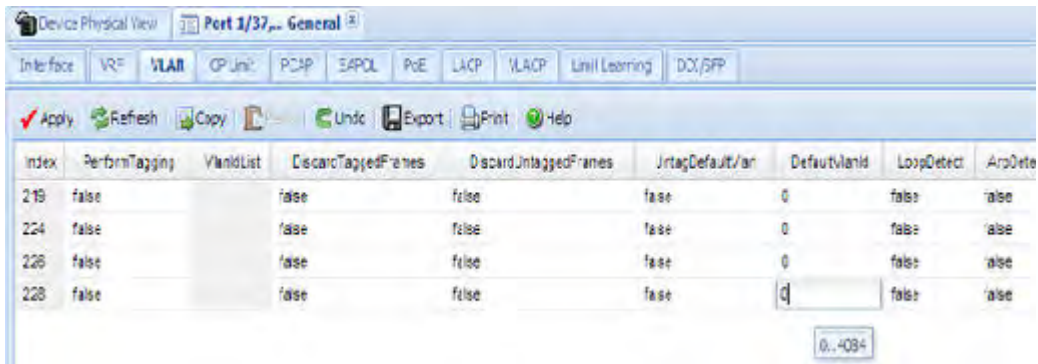 Device Physical View Port 1/37,... General
Interface VRF VLAN CP Limit PCAP EAPOL PoE LACP VLACP Limit Learning DDI/SFP
Apply Refresh Copy Undo Export Print Help
Index PerformTagging VlanIdList DiscardTaggedFrames DiscardUntaggedFrames UntagDefaultVlan DefaultVlanId LoopDetect ArpDete
219 false false false false 0 false false
224 false false false false 0 false false
226 false false false false 0 false false
228 false false false false 0 false false
0..4084